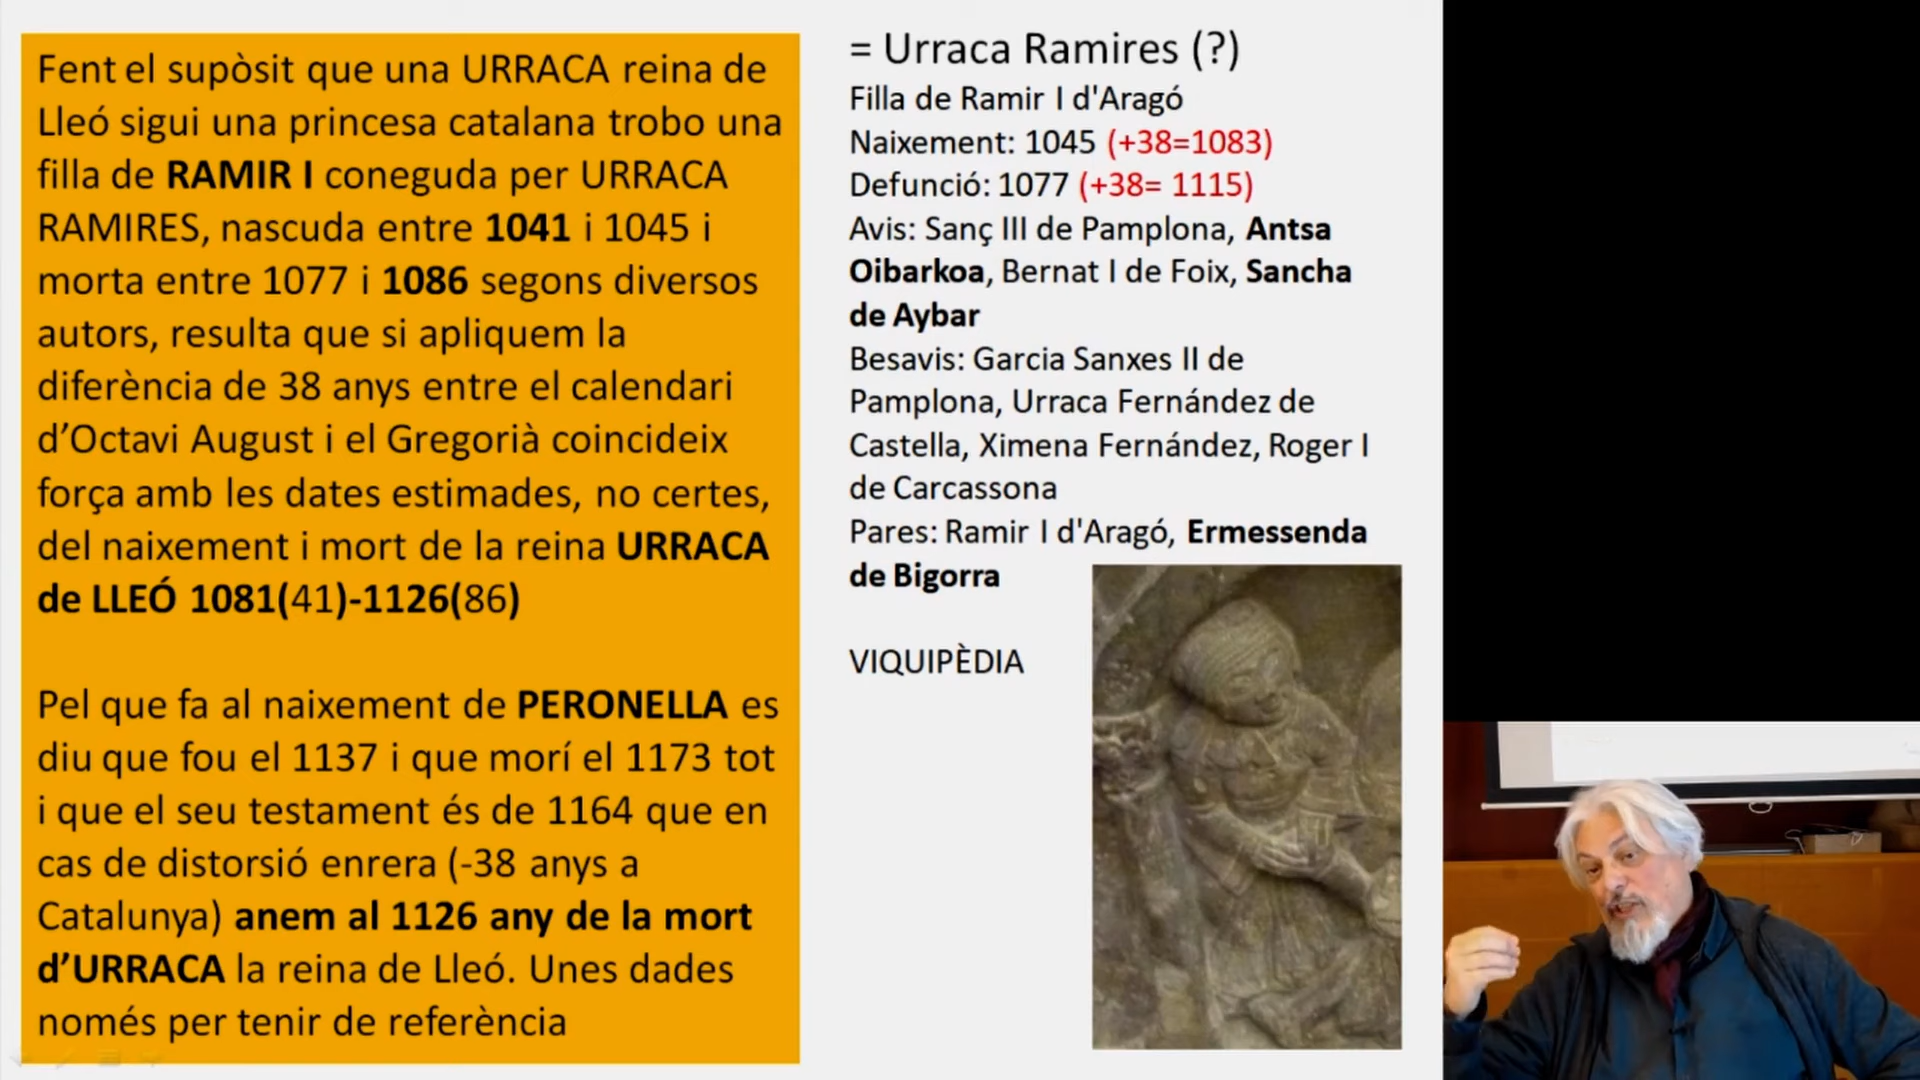 Fent el supòsit que una URRACA reina de
Lleó sigui una princesa catalana trobo una
filla de RAMIR I coneguda per URRACA
RAMIRES, nascuda entre 1041 i 1045 i
morta entre 1077 i 1086 segons diversos
autors, resulta que si apliquem la
diferència de 38 anys entre el calendari
d’Octavi August i el Gregorià coincideix
força amb les dates estimades, no certes,
del naixement i mort de la reina URRACA
de LLEÓ 1081(41)-1126(86)
Pel que fa al naixement de PERONELLA es
diu que fou el 1137 i que morí el 1173 tot
i que el seu testament és de 1164 que en
cas de distorsió enrera (-38 anys a
Catalunya) anem al 1126 any de la mort
d’URRACA la reina de Lleó. Unes dades
només per tenir de referència
= Urraca Ramires (?)
Filla de Ramir I d'Aragó
Naixement: 1045 (+38=1083)
Defunció: 1077 (+38= 1115)
Avis: Sanç III de Pamplona, Antsa
Oibarkoa, Bernat I de Foix, Sancha
de Aybar
Besavis: Garcia Sanxes II de
Pamplona, Urraca Fernández de
Castella, Ximena Fernández, Roger I
de Carcassona
Pares: Ramir I d'Aragó, Ermessenda
de Bigorra
VIQUIPÈDIA